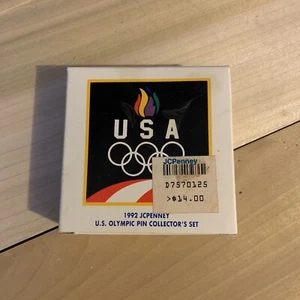 USA
JCPenney
D7570125
>$14.00
1992 JCPENNEY
U.S. OLYMPIC PIN COLLECTOR'S SET